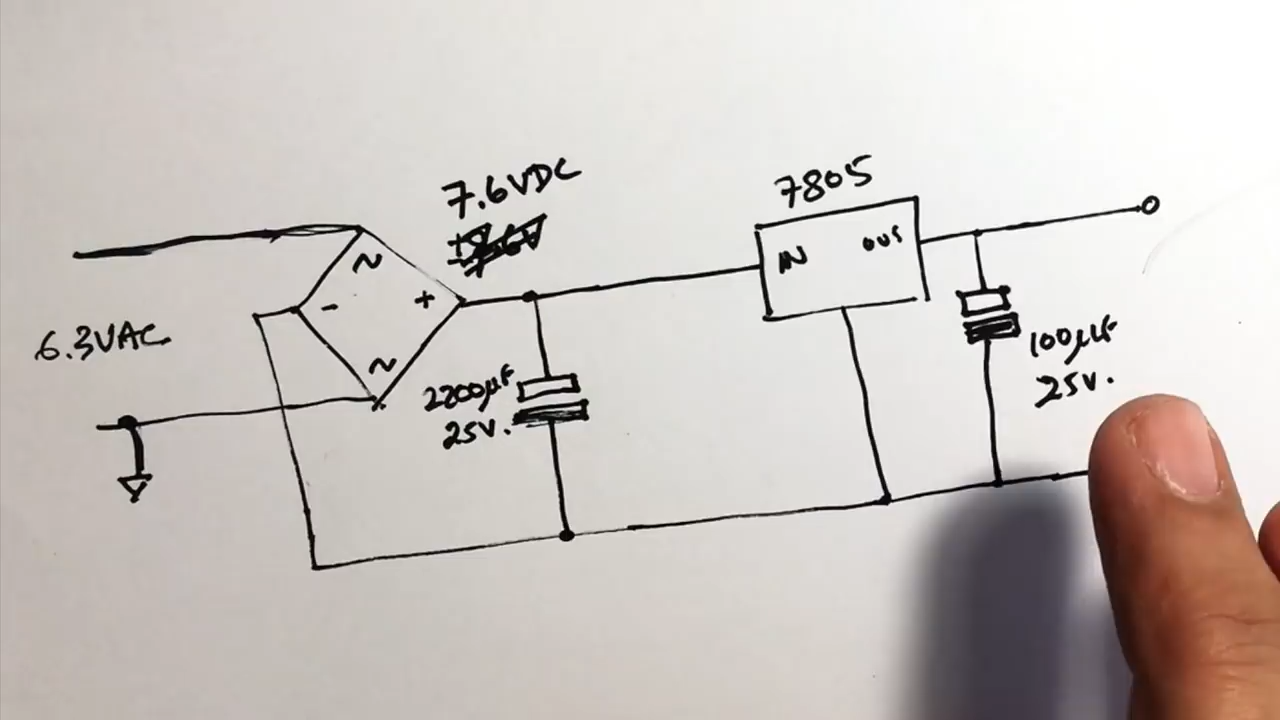 7.6VDC
7805
IN
OUT
~
-
+
~
6.3VAC
2200µF
25V.
100µF
25V.